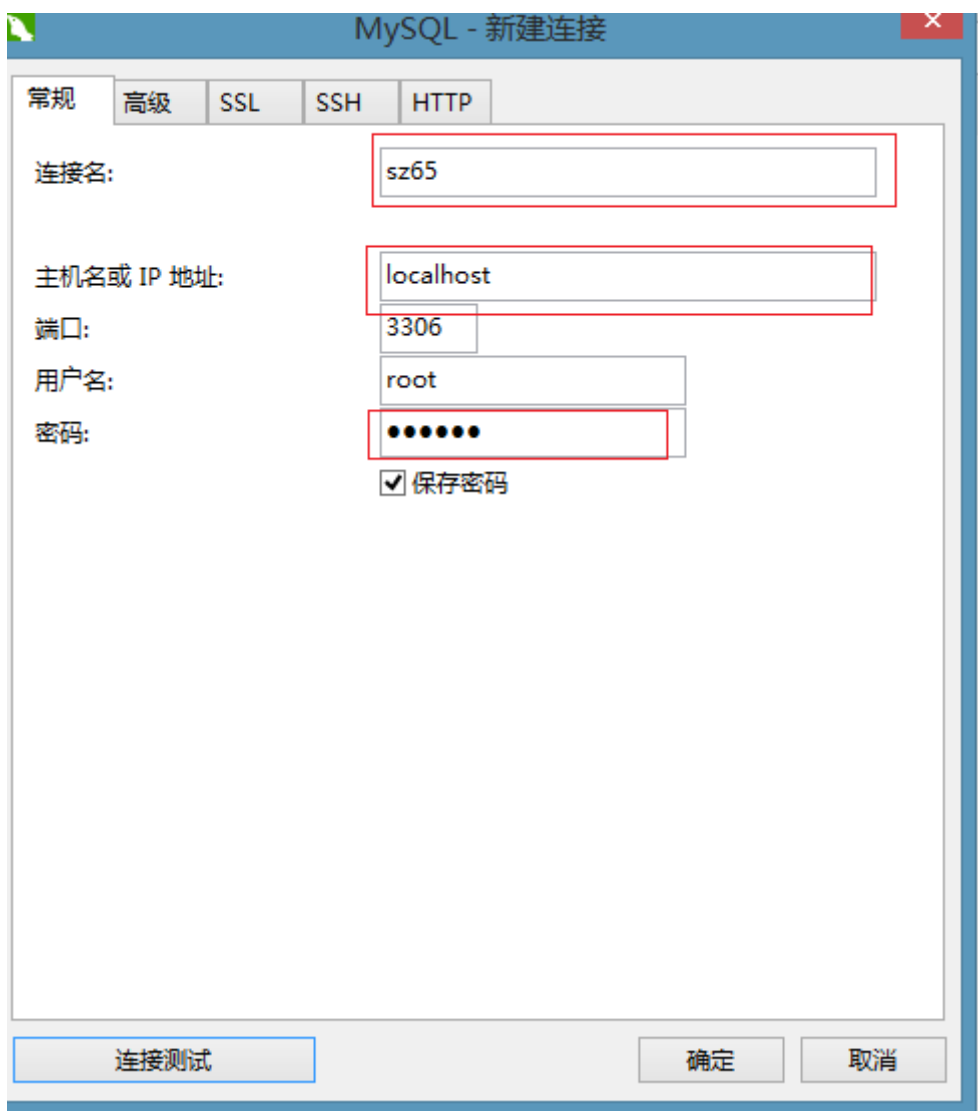 MySQL - 新建连接
常规 高级 SSL SSH HTTP
连接名: sz65
主机名或 IP 地址: localhost
端口: 3306
用户名: root
密码: ●●●●●●
保存密码
连接测试 确定 取消